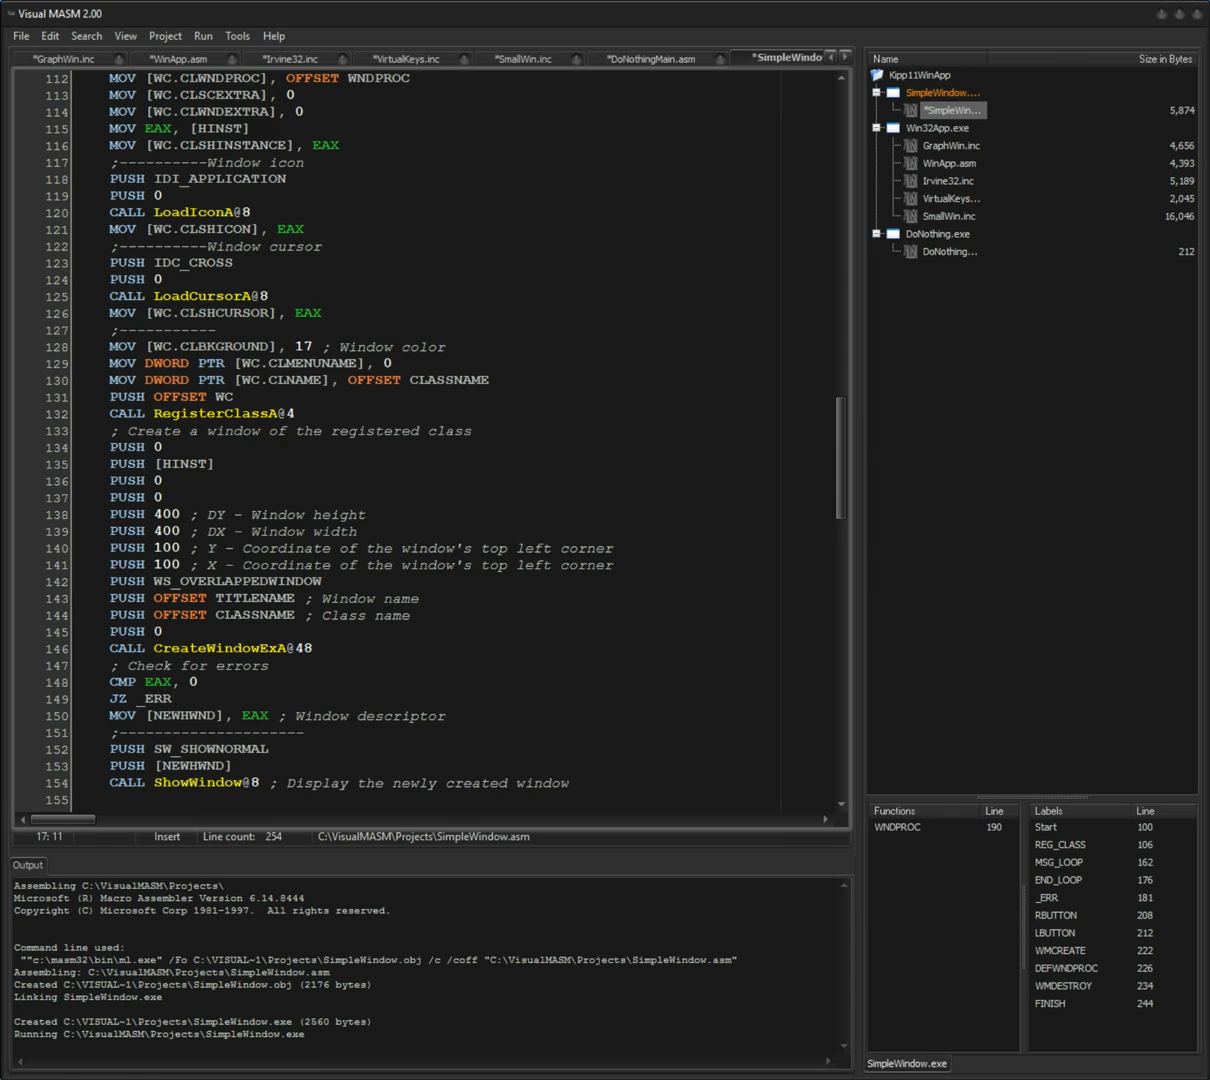 Visual MASM 2.00
File Edit Search View Project Run Tools Help
*GraphWin.inc *WinApp.asm *Irvine32.inc *VirtualKeys.inc *SmallWin.inc *DoNothingMain.asm *SimpleWindo
112 MOV [WC.CLWNDPROC], OFFSET WNDPROC
113 MOV [WC.CLSCEXTRA], 0
114 MOV [WC.CLWNDEXTRA], 0
115 MOV EAX, [HINST]
116 MOV [WC.CLSHINSTANCE], EAX
117 ;----------Window icon
118 PUSH IDI_APPLICATION
119 PUSH 0
120 CALL LoadIconA@8
121 MOV [WC.CLSHICON], EAX
122 ;----------Window cursor
123 PUSH IDC_CROSS
124 PUSH 0
125 CALL LoadCursorA@8
126 MOV [WC.CLSHCURSOR], EAX
127 ;-----------
128 MOV [WC.CLBKGROUND], 17 ; Window color
129 MOV DWORD PTR [WC.CLMENUNAME], 0
130 MOV DWORD PTR [WC.CLNAME], OFFSET CLASSNAME
131 PUSH OFFSET WC
132 CALL RegisterClassA@4
133 ; Create a window of the registered class
134 PUSH 0
135 PUSH [HINST]
136 PUSH 0
137 PUSH 0
138 PUSH 400 ; DY - Window height
139 PUSH 400 ; DX - Window width
140 PUSH 100 ; Y - Coordinate of the window's top left corner
141 PUSH 100 ; X - Coordinate of the window's top left corner
142 PUSH WS_OVERLAPPEDWINDOW
143 PUSH OFFSET TITLENAME ; Window name
144 PUSH OFFSET CLASSNAME ; Class name
145 PUSH 0
146 CALL CreateWindowExA@48
147 ; Check for errors
148 CMP EAX, 0
149 JZ _ERR
150 MOV [NEWHWND], EAX ; Window descriptor
151 ;---------------------
152 PUSH SW_SHOWNORMAL
153 PUSH [NEWHWND]
154 CALL ShowWindow@8 ; Display the newly created window
155
17: 11 Insert Line count: 254 C:\VisualMASM\Projects\SimpleWindow.asm
Output
Assembling C:\VisualMASM\Projects\
Microsoft (R) Macro Assembler Version 6.14.8444
Copyright (C) Microsoft Corp 1981-1997. All rights reserved.
Command line used:
""c:\masm32\bin\ml.exe" /Fo C:\VISUAL~1\Projects\SimpleWindow.obj /c /coff "C:\VisualMASM\Projects\SimpleWindow.asm"
Assembling: C:\VisualMASM\Projects\SimpleWindow.asm
Created C:\VISUAL~1\Projects\SimpleWindow.obj (2176 bytes)
Linking SimpleWindow.exe
Created C:\VISUAL~1\Projects\SimpleWindow.exe (2560 bytes)
Running C:\VisualMASM\Projects\SimpleWindow.exe
Name Size in Bytes
Kipp11WinApp
SimpleWindow....
*SimpleWin... 5,874
Win32App.exe
GraphWin.inc 4,656
WinApp.asm 4,393
Irvine32.inc 5,189
VirtualKeys... 2,045
SmallWin.inc 16,046
DoNothing.exe
DoNothing... 212
Functions Line
WNDPROC 190
Labels Line
Start 100
REG_CLASS 106
MSG_LOOP 162
END_LOOP 176
_ERR 181
RBUTTON 208
LBUTTON 212
WMCREATE 222
DEFWNDPROC 226
WMDESTROY 234
FINISH 244
SimpleWindow.exe